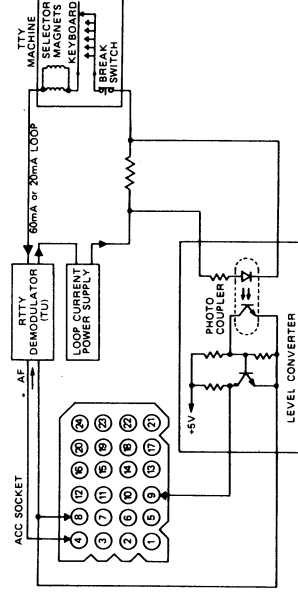 TTY
MACHINE
SELECTOR
MAGNETS
KEYBOARD
BREAK
SWITCH
60mA or 20mA LOOP
RTTY
DEMODULATOR
(TU)
LOOP CURRENT
POWER SUPPLY
AF
ACC SOCKET
4 8 12 16 20 24
3 7 11 15 19 23
2 6 10 14 18 22
1 5 9 13 17 21
PHOTO
COUPLER
+5V
LEVEL CONVERTER